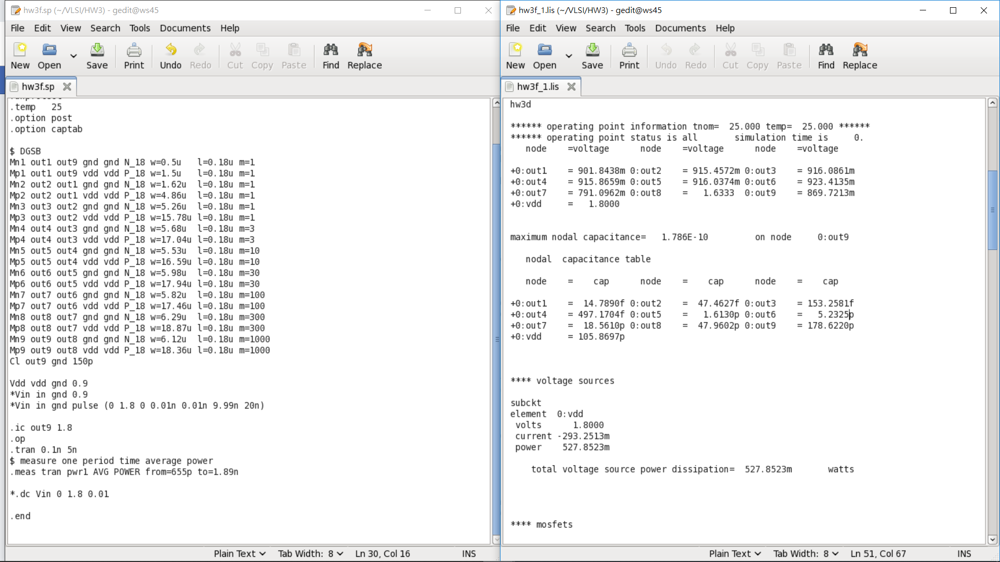 hw3f.sp (~/VLSI/HW3) - gedit@ws45
File Edit View Search Tools Documents Help
New Open Save Print Undo Redo Cut Copy Paste Find Replace
hw3f.sp
.temp   25
.option post
.option captab
$ DGSB
Mn1 out1 out9 gnd gnd N_18 w=0.5u   l=0.18u m=1
Mp1 out1 out9 vdd vdd P_18 w=1.5u   l=0.18u m=1
Mn2 out2 out1 gnd gnd N_18 w=1.62u  l=0.18u m=1
Mp2 out2 out1 vdd vdd P_18 w=4.86u  l=0.18u m=1
Mn3 out3 out2 gnd gnd N_18 w=5.26u  l=0.18u m=1
Mp3 out3 out2 vdd vdd P_18 w=15.78u l=0.18u m=1
Mn4 out4 out3 gnd gnd N_18 w=5.68u  l=0.18u m=3
Mp4 out4 out3 vdd vdd P_18 w=17.04u l=0.18u m=3
Mn5 out5 out4 gnd gnd N_18 w=5.53u  l=0.18u m=10
Mp5 out5 out4 vdd vdd P_18 w=16.59u l=0.18u m=10
Mn6 out6 out5 gnd gnd N_18 w=5.98u  l=0.18u m=30
Mp6 out6 out5 vdd vdd P_18 w=17.94u l=0.18u m=30
Mn7 out7 out6 gnd gnd N_18 w=5.82u  l=0.18u m=100
Mp7 out7 out6 vdd vdd P_18 w=17.46u l=0.18u m=100
Mn8 out8 out7 gnd gnd N_18 w=6.29u  l=0.18u m=300
Mp8 out8 out7 vdd vdd P_18 w=18.87u l=0.18u m=300
Mn9 out9 out8 gnd gnd N_18 w=6.12u  l=0.18u m=1000
Mp9 out9 out8 vdd vdd P_18 w=18.36u l=0.18u m=1000
Cl out9 gnd 150p
Vdd vdd gnd 0.9
*Vin in gnd 0.9
*Vin in gnd pulse (0 1.8 0 0.01n 0.01n 9.99n 20n)
.ic out9 1.8
.op
.tran 0.1n 5n
$ measure one period time average power
.meas tran pwr1 AVG POWER from=655p to=1.89n
*.dc Vin 0 1.8 0.01
.end
Plain Text Tab Width: 8 Ln 30, Col 16 INS
hw3f_1.lis (~/VLSI/HW3) - gedit@ws45
File Edit View Search Tools Documents Help
New Open Save Print Undo Redo Cut Copy Paste Find Replace
hw3f_1.lis
hw3d
****** operating point information tnom=  25.000 temp=  25.000 ******
****** operating point status is all       simulation time is     0.
node    =voltage      node    =voltage      node    =voltage
+0:out1    = 901.8438m 0:out2    = 915.4572m 0:out3    = 916.0861m
+0:out4    = 915.8659m 0:out5    = 916.0374m 0:out6    = 923.4135m
+0:out7    = 791.0962m 0:out8    =   1.6333  0:out9    = 869.7213m
+0:vdd     =   1.8000
maximum nodal capacitance=   1.786E-10         on node     0:out9
nodal  capacitance table
node    =    cap      node    =    cap      node    =    cap
+0:out1    =  14.7890f 0:out2    =  47.4627f 0:out3    = 153.2581f
+0:out4    = 497.1704f 0:out5    =   1.6130p 0:out6    =   5.2325p
+0:out7    =  18.5610p 0:out8    =  47.9602p 0:out9    = 178.6220p
+0:vdd     = 105.8697p
**** voltage sources
subckt
element  0:vdd
volts      1.8000
current -293.2513m
power    527.8523m
total voltage source power dissipation=  527.8523m       watts
**** mosfets
Plain Text Tab Width: 8 Ln 51, Col 67 INS